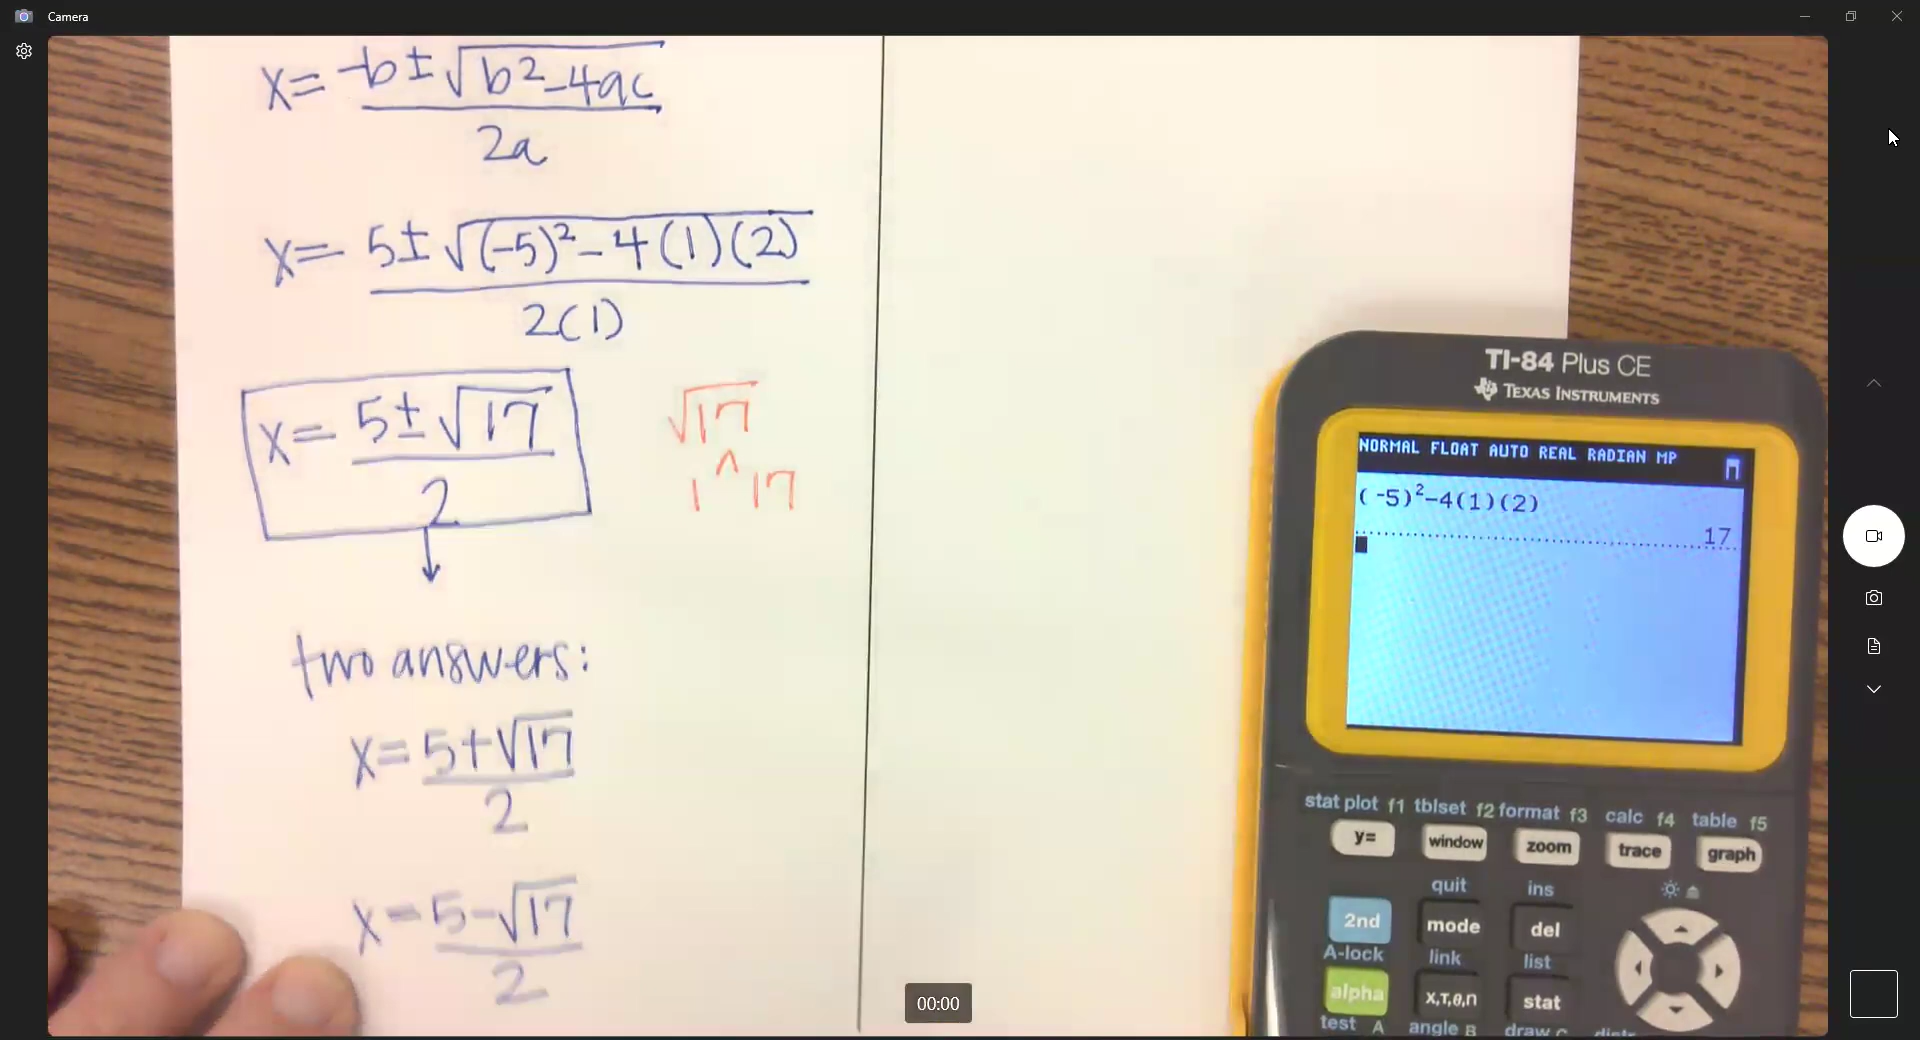 Camera
x = -b ± √(b² - 4ac)
2a
x = 5 ± √((-5)² - 4(1)(2))
2(1)
x = 5 ± √17
2
√17
^
1 17
two answers:
x = 5 + √17
2
x = 5 - √17
2
00:00
TI-84 Plus CE
TEXAS INSTRUMENTS
NORMAL FLOAT AUTO REAL RADIAN MP
(-5)²-4(1)(2)
17
stat plot f1 tblset f2 format f3 calc f4 table f5
y= window zoom trace graph
quit ins
2nd mode del
A-lock link list
alpha X,T,θ,n stat
test A angle B draw C